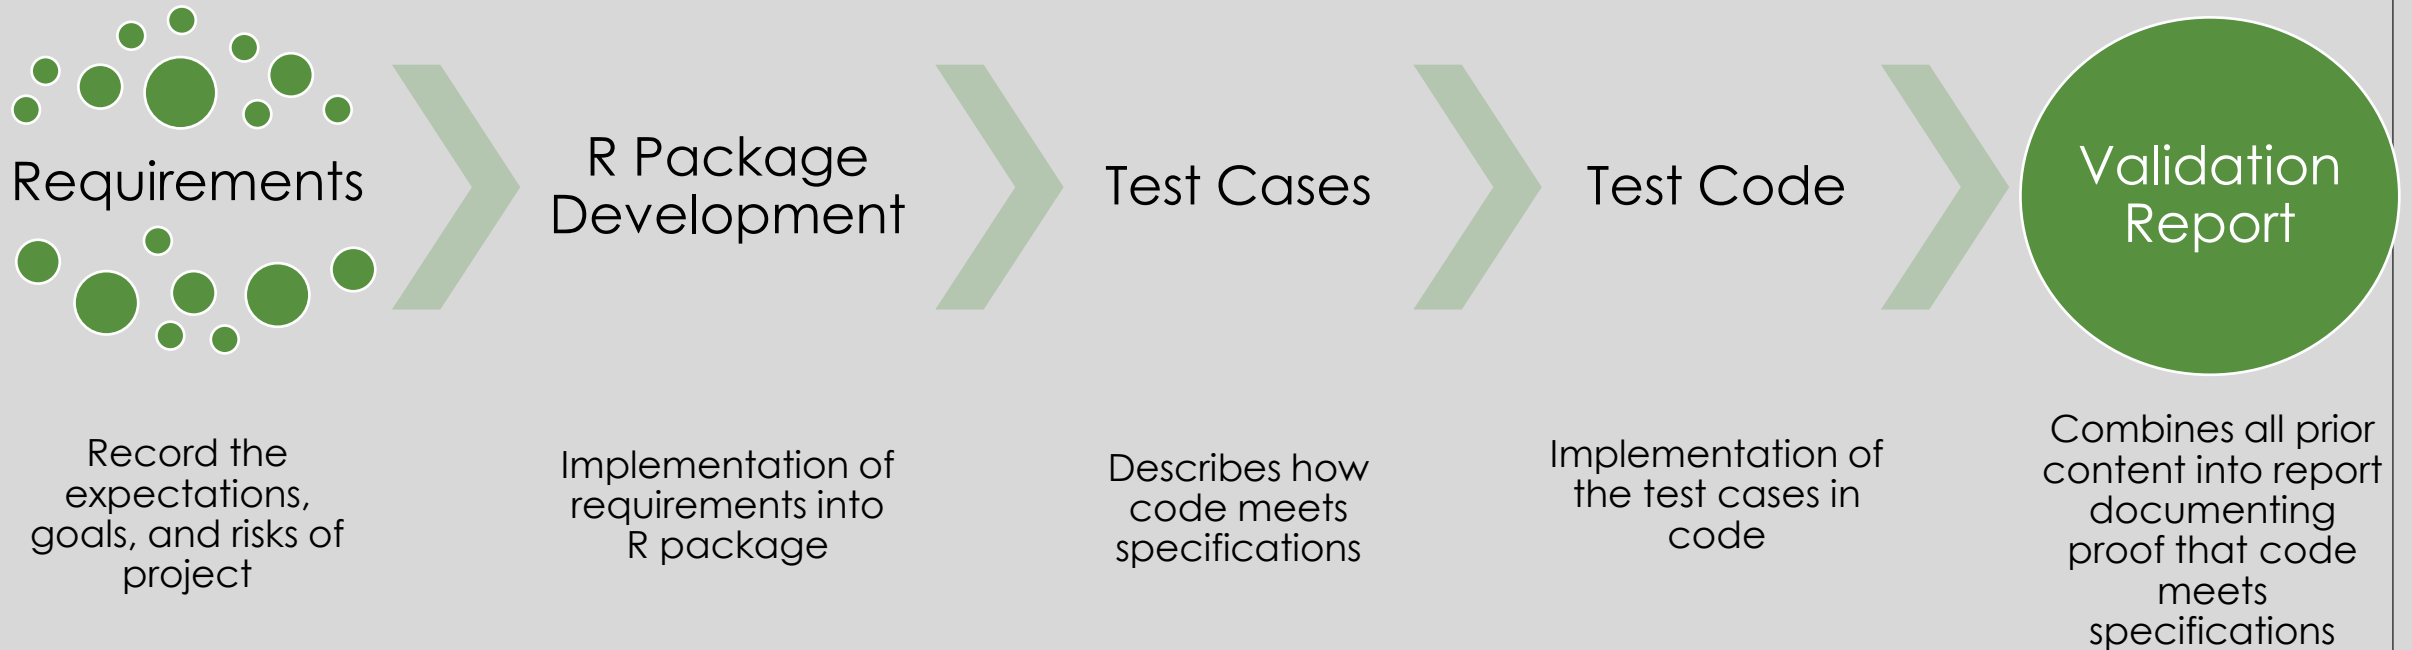 Requirements
R Package
Development
Test Cases
Test Code
Validation
Report
Record the
expectations,
goals, and risks of
project
Implementation of
requirements into
R package
Describes how
code meets
specifications
Implementation of
the test cases in
code
Combines all prior
content into report
documenting
proof that code
meets
specifications